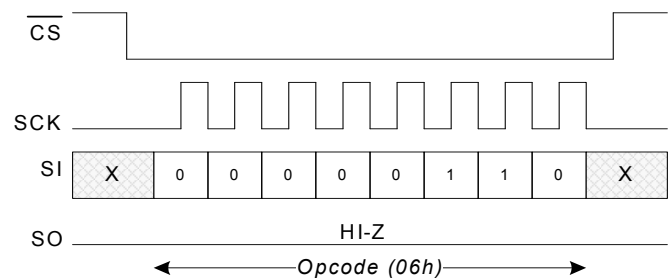 CS
SCK
SI X 0 0 0 0 0 1 1 0 X
SO HI-Z
Opcode (06h)